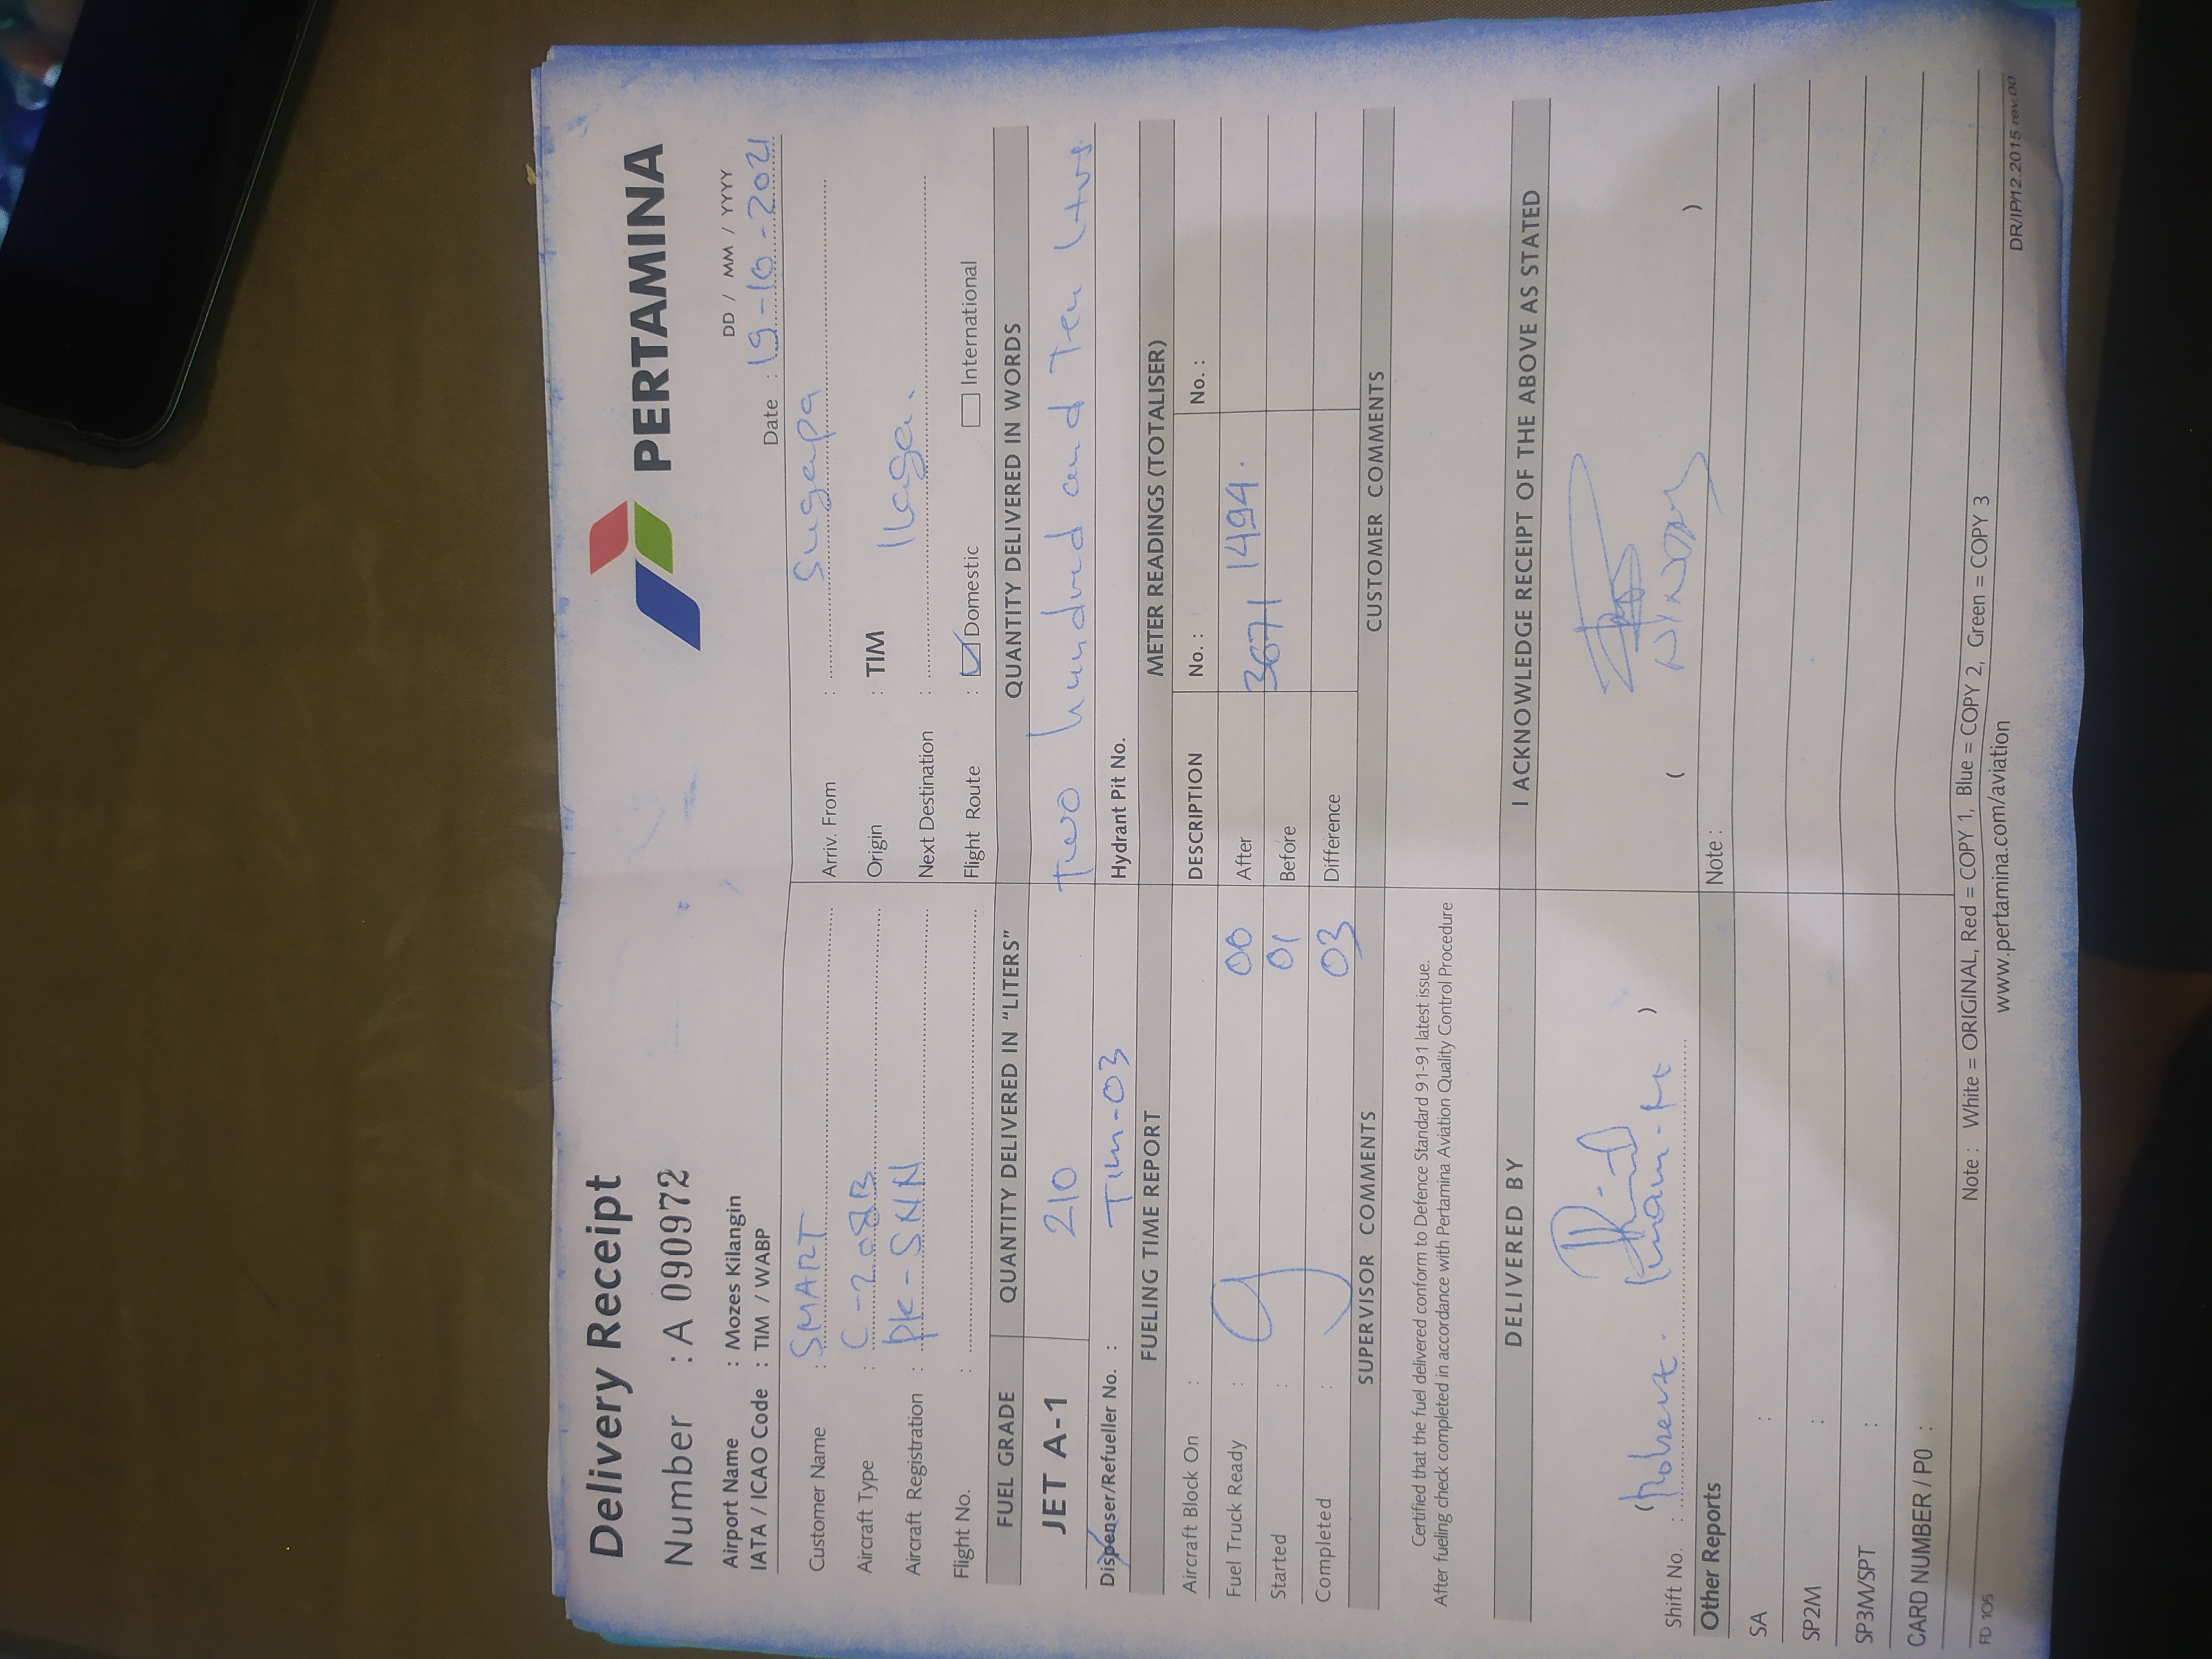 Delivery Receipt
PERTAMINA
Number : A 090972
Airport Name : Mozes Kilangin
IATA / ICAO Code : TIM / WABP
DD / MM / YYYY
Date : 19-10-2021
Customer Name : SMART
Aircraft Type : C-208B
Aircraft Registration : PK-SNN
Flight No. :
Arriv. From : Sugapa
Origin : TIM
Next Destination : Ilaga.
Flight Route : Domestic International
FUEL GRADE
QUANTITY DELIVERED IN "LITERS"
QUANTITY DELIVERED IN WORDS
JET A-1
210
Two hundred and Ten Ltrs.
Dispenser/Refueller No. : TIM-03
Hydrant Pit No.
FUELING TIME REPORT
METER READINGS (TOTALISER)
Aircraft Block On :
DESCRIPTION No. : No. :
Fuel Truck Ready : 00
After 3671 1494.
Started : 01
Before
Completed : 03
Difference
SUPERVISOR COMMENTS
CUSTOMER COMMENTS
Certified that the fuel delivered conform to Defence Standard 91-91 latest issue.
After fueling check completed in accordance with Pertamina Aviation Quality Control Procedure
DELIVERED BY
I ACKNOWLEDGE RECEIPT OF THE ABOVE AS STATED
Shift No. :
( )
( )
Other Reports
Note :
SA :
SP2M :
SP3M/SPT :
CARD NUMBER / PO :
Note : White = ORIGINAL, Red = COPY 1, Blue = COPY 2, Green = COPY 3
FD 105
www.pertamina.com/aviation
DR/IP/12.2015 rev.00